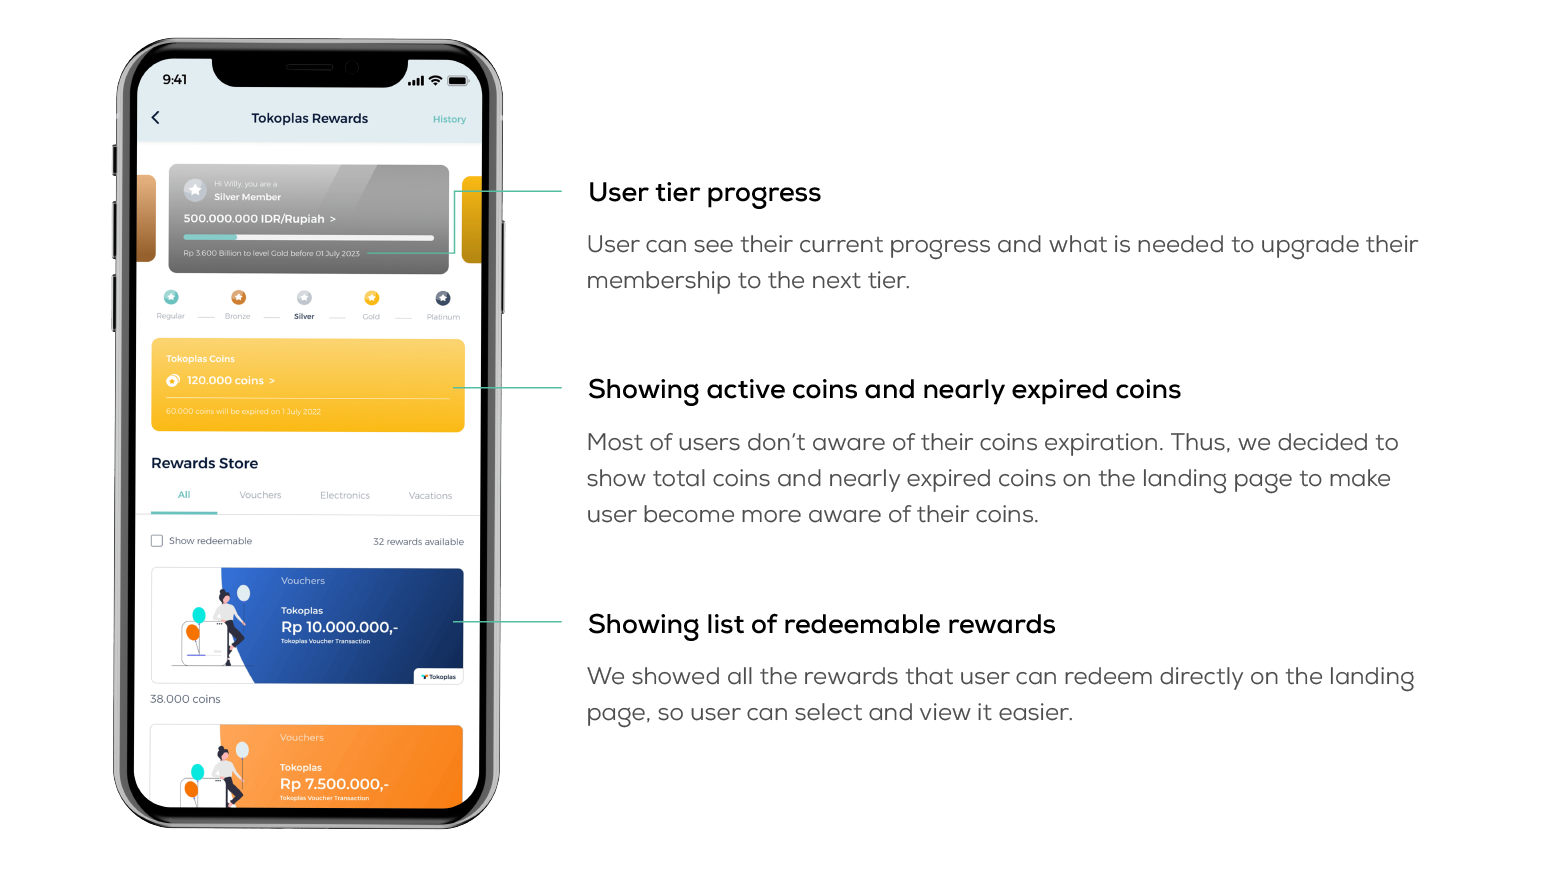 9:41
Tokoplas Rewards
History
Hi Willy, you are a
Silver Member
500.000.000 IDR/Rupiah >
Rp 3.600 Billion to level Gold before 01 July 2023
Regular
Bronze
Silver
Gold
Platinum
Tokoplas Coins
120.000 coins >
60.000 coins will be expired on 1 July 2022
Rewards Store
All
Vouchers
Electronics
Vacations
Show redeemable
32 rewards available
Vouchers
Tokoplas
Rp 10.000.000,-
Tokoplas Voucher Transaction
Tokoplas
38.000 coins
Vouchers
Tokoplas
Rp 7.500.000,-
Tokoplas Voucher Transaction
User tier progress
User can see their current progress and what is needed to upgrade their
membership to the next tier.
Showing active coins and nearly expired coins
Most of users don't aware of their coins expiration. Thus, we decided to
show total coins and nearly expired coins on the landing page to make
user become more aware of their coins.
Showing list of redeemable rewards
We showed all the rewards that user can redeem directly on the landing
page, so user can select and view it easier.